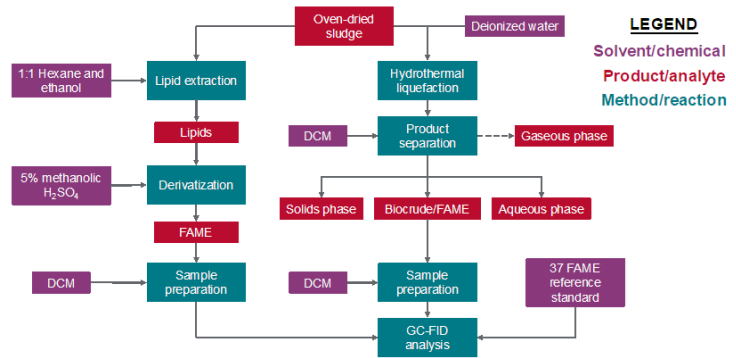 Oven-dried
sludge
Deionized water
LEGEND
Solvent/chemical
Product/analyte
Method/reaction
1:1 Hexane and
ethanol
Lipid extraction
Hydrothermal
liquefaction
Lipids
DCM
Product
separation
Gaseous phase
5% methanolic
H₂SO₄
Derivatization
Solids phase
Biocrude/FAME
Aqueous phase
FAME
DCM
Sample
preparation
DCM
Sample
preparation
37 FAME
reference
standard
GC-FID
analysis